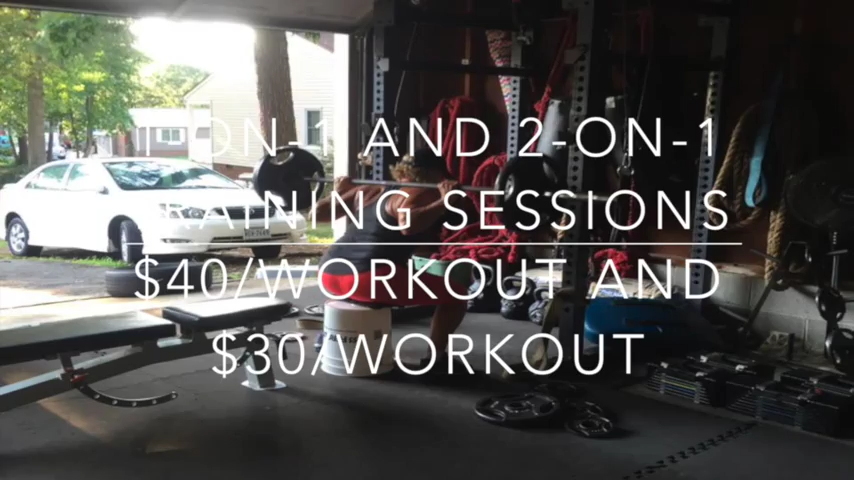 1-ON-1 AND 2-ON-1
TRAINING SESSIONS
$40/WORKOUT AND
$30/WORKOUT